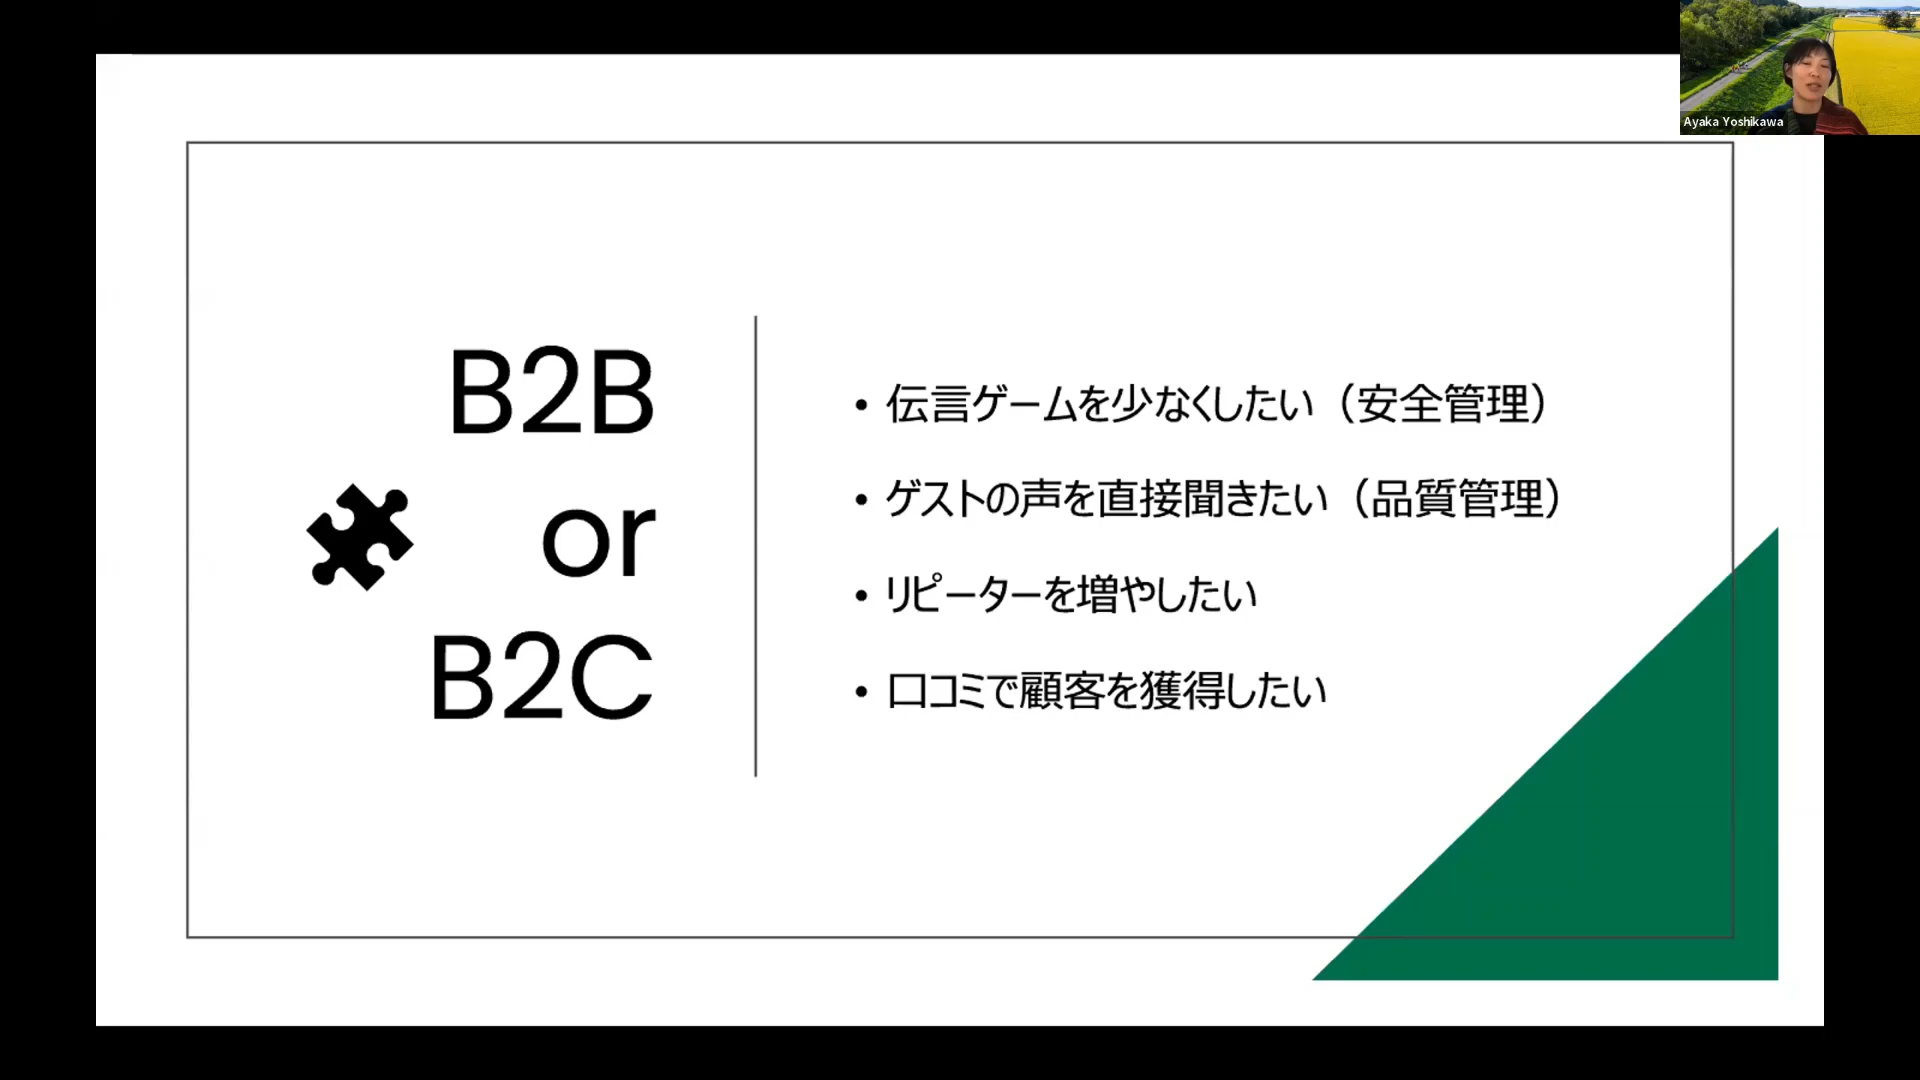 Ayaka Yoshikawa
B2B
or
B2C
• 伝言ゲームを少なくしたい（安全管理）
• ゲストの声を直接聞きたい（品質管理）
• リピーターを増やしたい
• 口コミで顧客を獲得したい